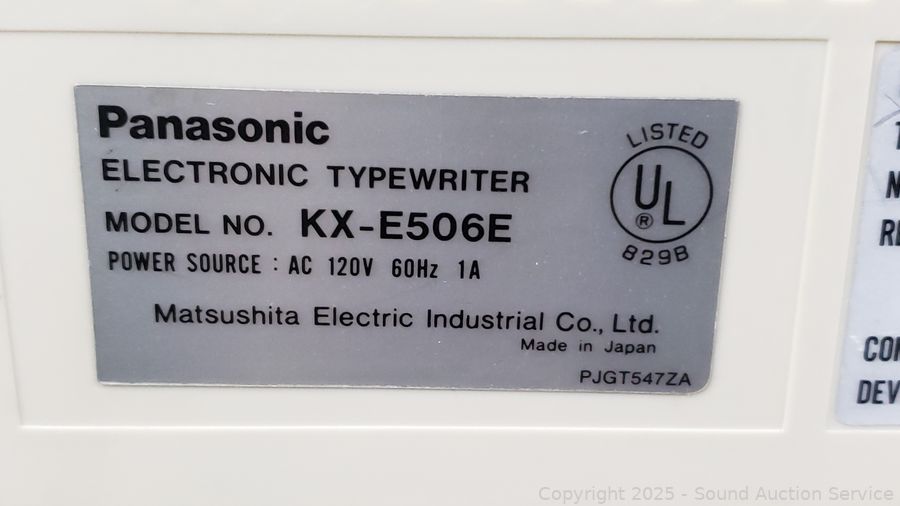 Panasonic
ELECTRONIC TYPEWRITER
MODEL NO. KX-E506E
POWER SOURCE : AC 120V 60Hz 1A
Matsushita Electric Industrial Co., Ltd.
Made in Japan
PJGT547ZA
LISTED
UL
®
829B
Copyright 2025 - Sound Auction Service